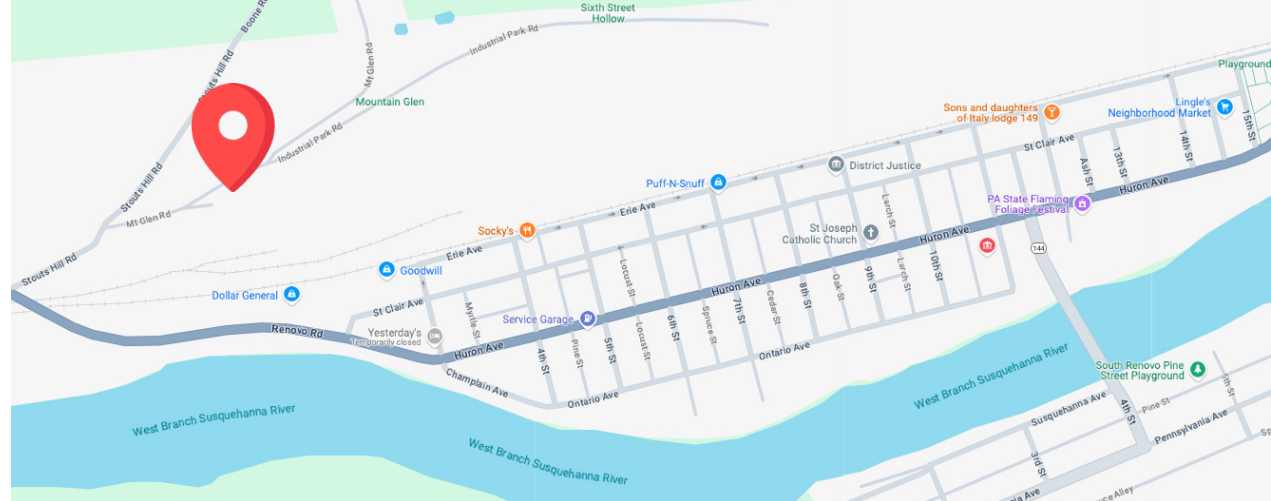 Sixth Street
Hollow
Boone Rd
Industrial Park Rd
Stouts Hill Rd
Mt Glen Rd
Playground
Mountain Glen
Lingle's
Neighborhood Market
Sons and daughters
of Italy lodge 149
15th St
14th St
Industrial Park Rd
St Clair Ave
13th St
Ash St
District Justice
Stouts Hill Rd
Puff-N-Snuff
Huron Ave
PA State Flaming
Foliage Festival
Larch St
Erie Ave
Mt Glen Rd
St Joseph
Catholic Church
Huron Ave
Socky's
144
Erie Ave
Stouts Hill Rd
Goodwill
Locust St
10th St
9th St
Larch St
Oak St
Huron Ave
8th St
Dollar General
St Clair Ave
7th St
Cedar St
Service Garage
6th St
Spruce St
Renovo Rd
Yesterday's
Temporarily closed
Myrtle St
Locust St
5th St
Huron Ave
4th St
Pine St
Ontario Ave
West Branch Susquehanna River
South Renovo Pine
Street Playground
Champlain Ave
Ontario Ave
5th St
Pine St
Susquehanna Ave
4th St
West Branch Susquehanna River
Pennsylvania Ave
West Branch Susquehanna River
3rd St